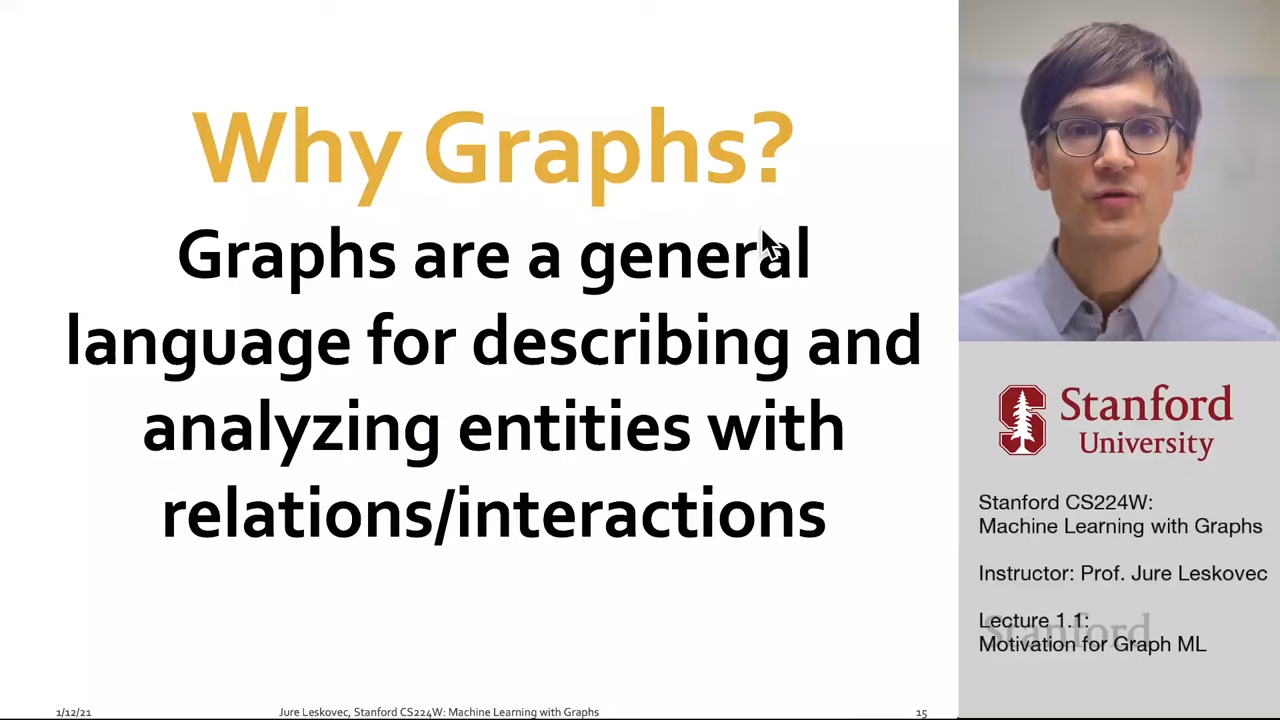 Why Graphs?
Graphs are a general
language for describing and
analyzing entities with
relations/interactions
1/12/21
Jure Leskovec, Stanford CS224W: Machine Learning with Graphs
15
S
Stanford
University
Stanford CS224W:
Machine Learning with Graphs
Instructor: Prof. Jure Leskovec
Lecture 1.1:
Motivation for Graph ML
Stanford